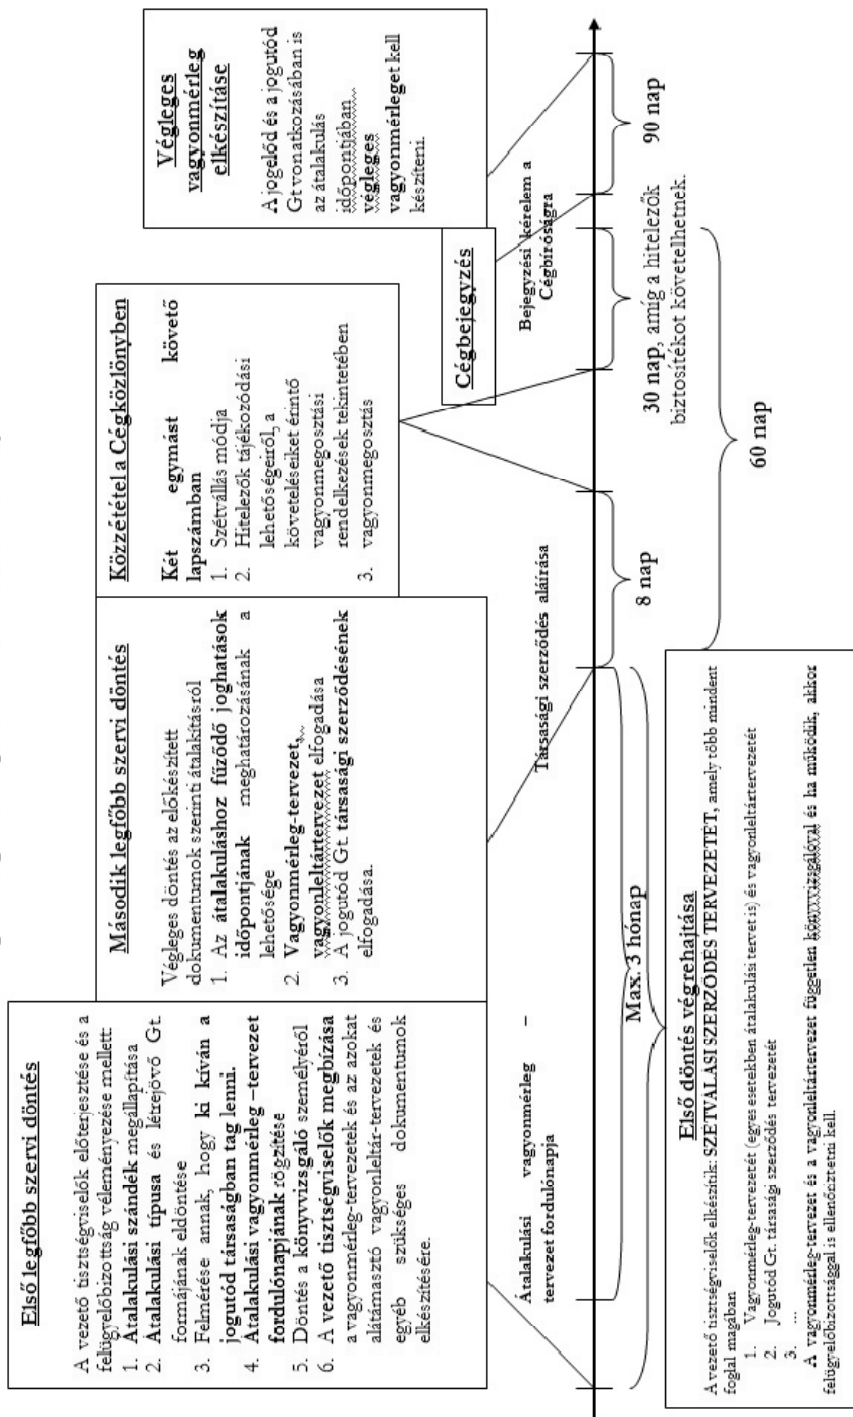 Első legfőbb szervi döntés
A vezető tisztségviselők előterjesztése és a
felügyelőbizottság véleményezése mellett:
1. Átalakulási szándék megállapítása
2. Átalakulási típusa és létrejövő Gt.
formájának eldöntése
3. Felmérése annak, hogy ki kíván a
jogutód társaságban tag lenni.
4. Átalakulási vagyonmérleg –tervezet
fordulónapjának rögzítése
5. Döntés a könyvvizsgáló személyéről
6. A vezető tisztségviselők megbízása
a vagyonmérleg-tervezetek és az azokat
alátámasztó vagyonleltár-tervezetek és
egyéb szükséges dokumentumok
elkészítésére.
Második legfőbb szervi döntés
Végleges döntés az előkészített
dokumentumok szerinti átalakításról
1. Az átalakuláshoz fűződő joghatások
időpontjának meghatározásának a
lehetősége
2. Vagyonmérleg-tervezet,
vagyonleltártervezet elfogadása
3. A jogutód Gt. társasági szerződésének
elfogadása.
Közzététel a Cégközlönyben
Két egymást követő
lapszámban
1. Szétválás módja
2. Hitelezők tájékozódási
lehetőségeiről, a
követeléseiket érintő
vagyonmegosztási
rendelkezések tekintetében
3. vagyonmegosztás
Cégbejegyzés
Végleges
vagyonmérleg
elkészításe
A jogelőd és a jogutód
Gt vonatkozásában is
az átalakulás
időpontjában
végleges
vagyonmérleget kell
készíteni.
Átalakulási vagyonmérleg –
tervezet fordulónapja
Társasági szerződés aláírása
Bejegyzési kérelem a
Cégbíróságra
Max. 3 hónap
8 nap
30 nap, amíg a hitelezők
biztosítékot követelhetnek.
90 nap
60 nap
Első döntés végrehajtása
A vezető tisztségviselők elkészítik: SZÉTVÁLÁSI SZERZŐDÉS TERVEZETÉT, amely több mindent
foglal magában
1. Vagyonmérleg-tervezetét (egyes esetekben átalakulási tervet is) és vagyonleltártervezetét
2. Jogutód Gt. társasági szerződés tervezetét
3. ...
A vagyonmérleg-tervezet és a vagyonleltártervezet független könyvvizsgálóval és ha működik, akkor
felügyelőbizottsággal is ellenőriztetni kell.